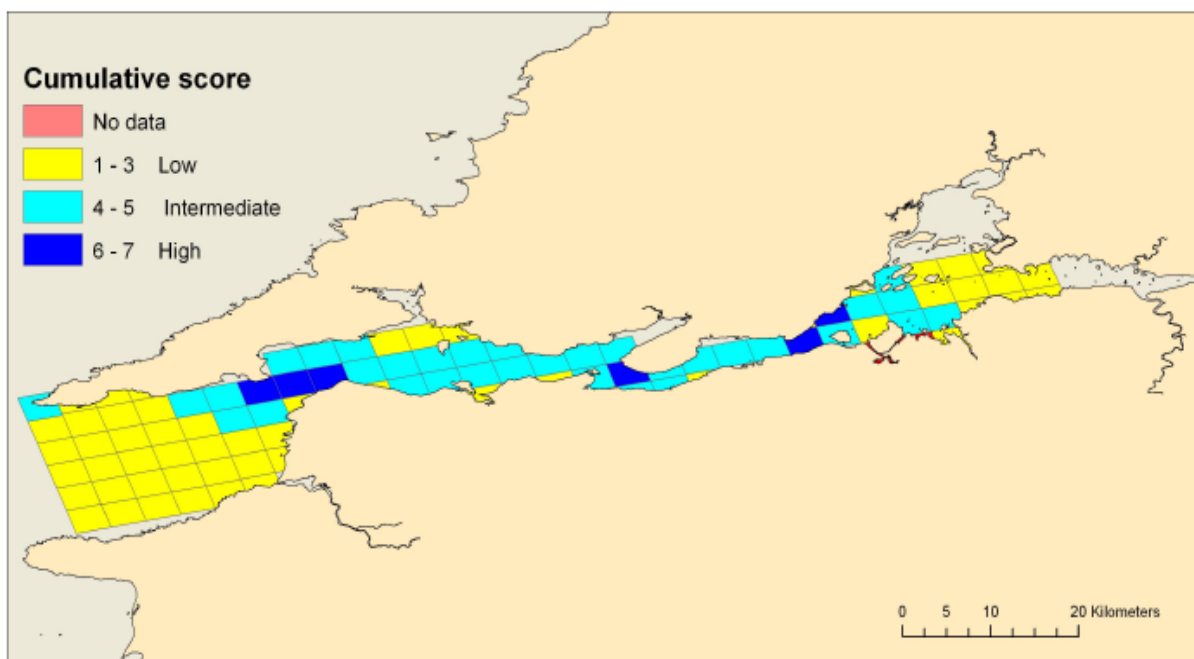 Cumulative score
No data
1 - 3 Low
4 - 5 Intermediate
6 - 7 High
0 5 10 20 Kilometers